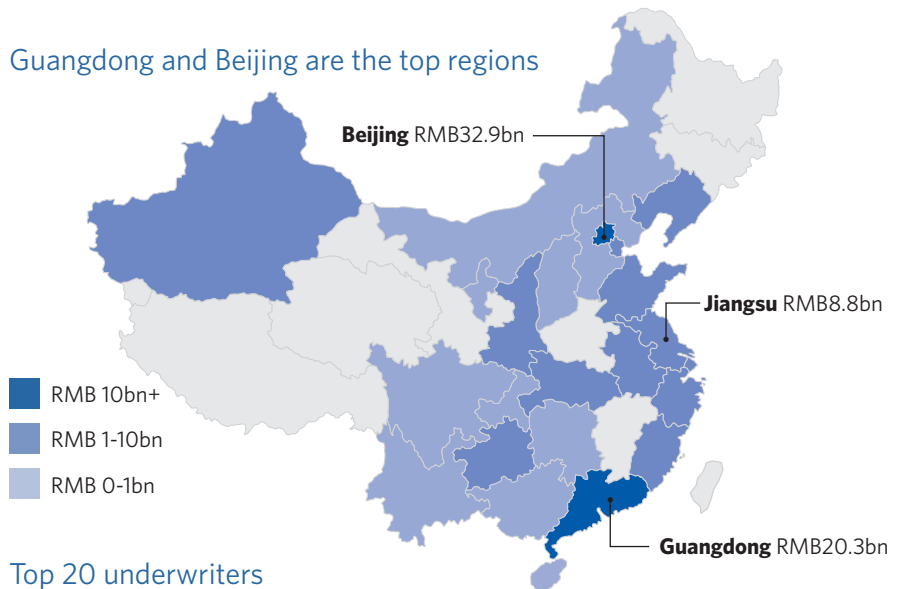 Guangdong and Beijing are the top regions
Beijing RMB32.9bn
Jiangsu RMB8.8bn
RMB 10bn+
RMB 1-10bn
RMB 0-1bn
Guangdong RMB20.3bn
Top 20 underwriters